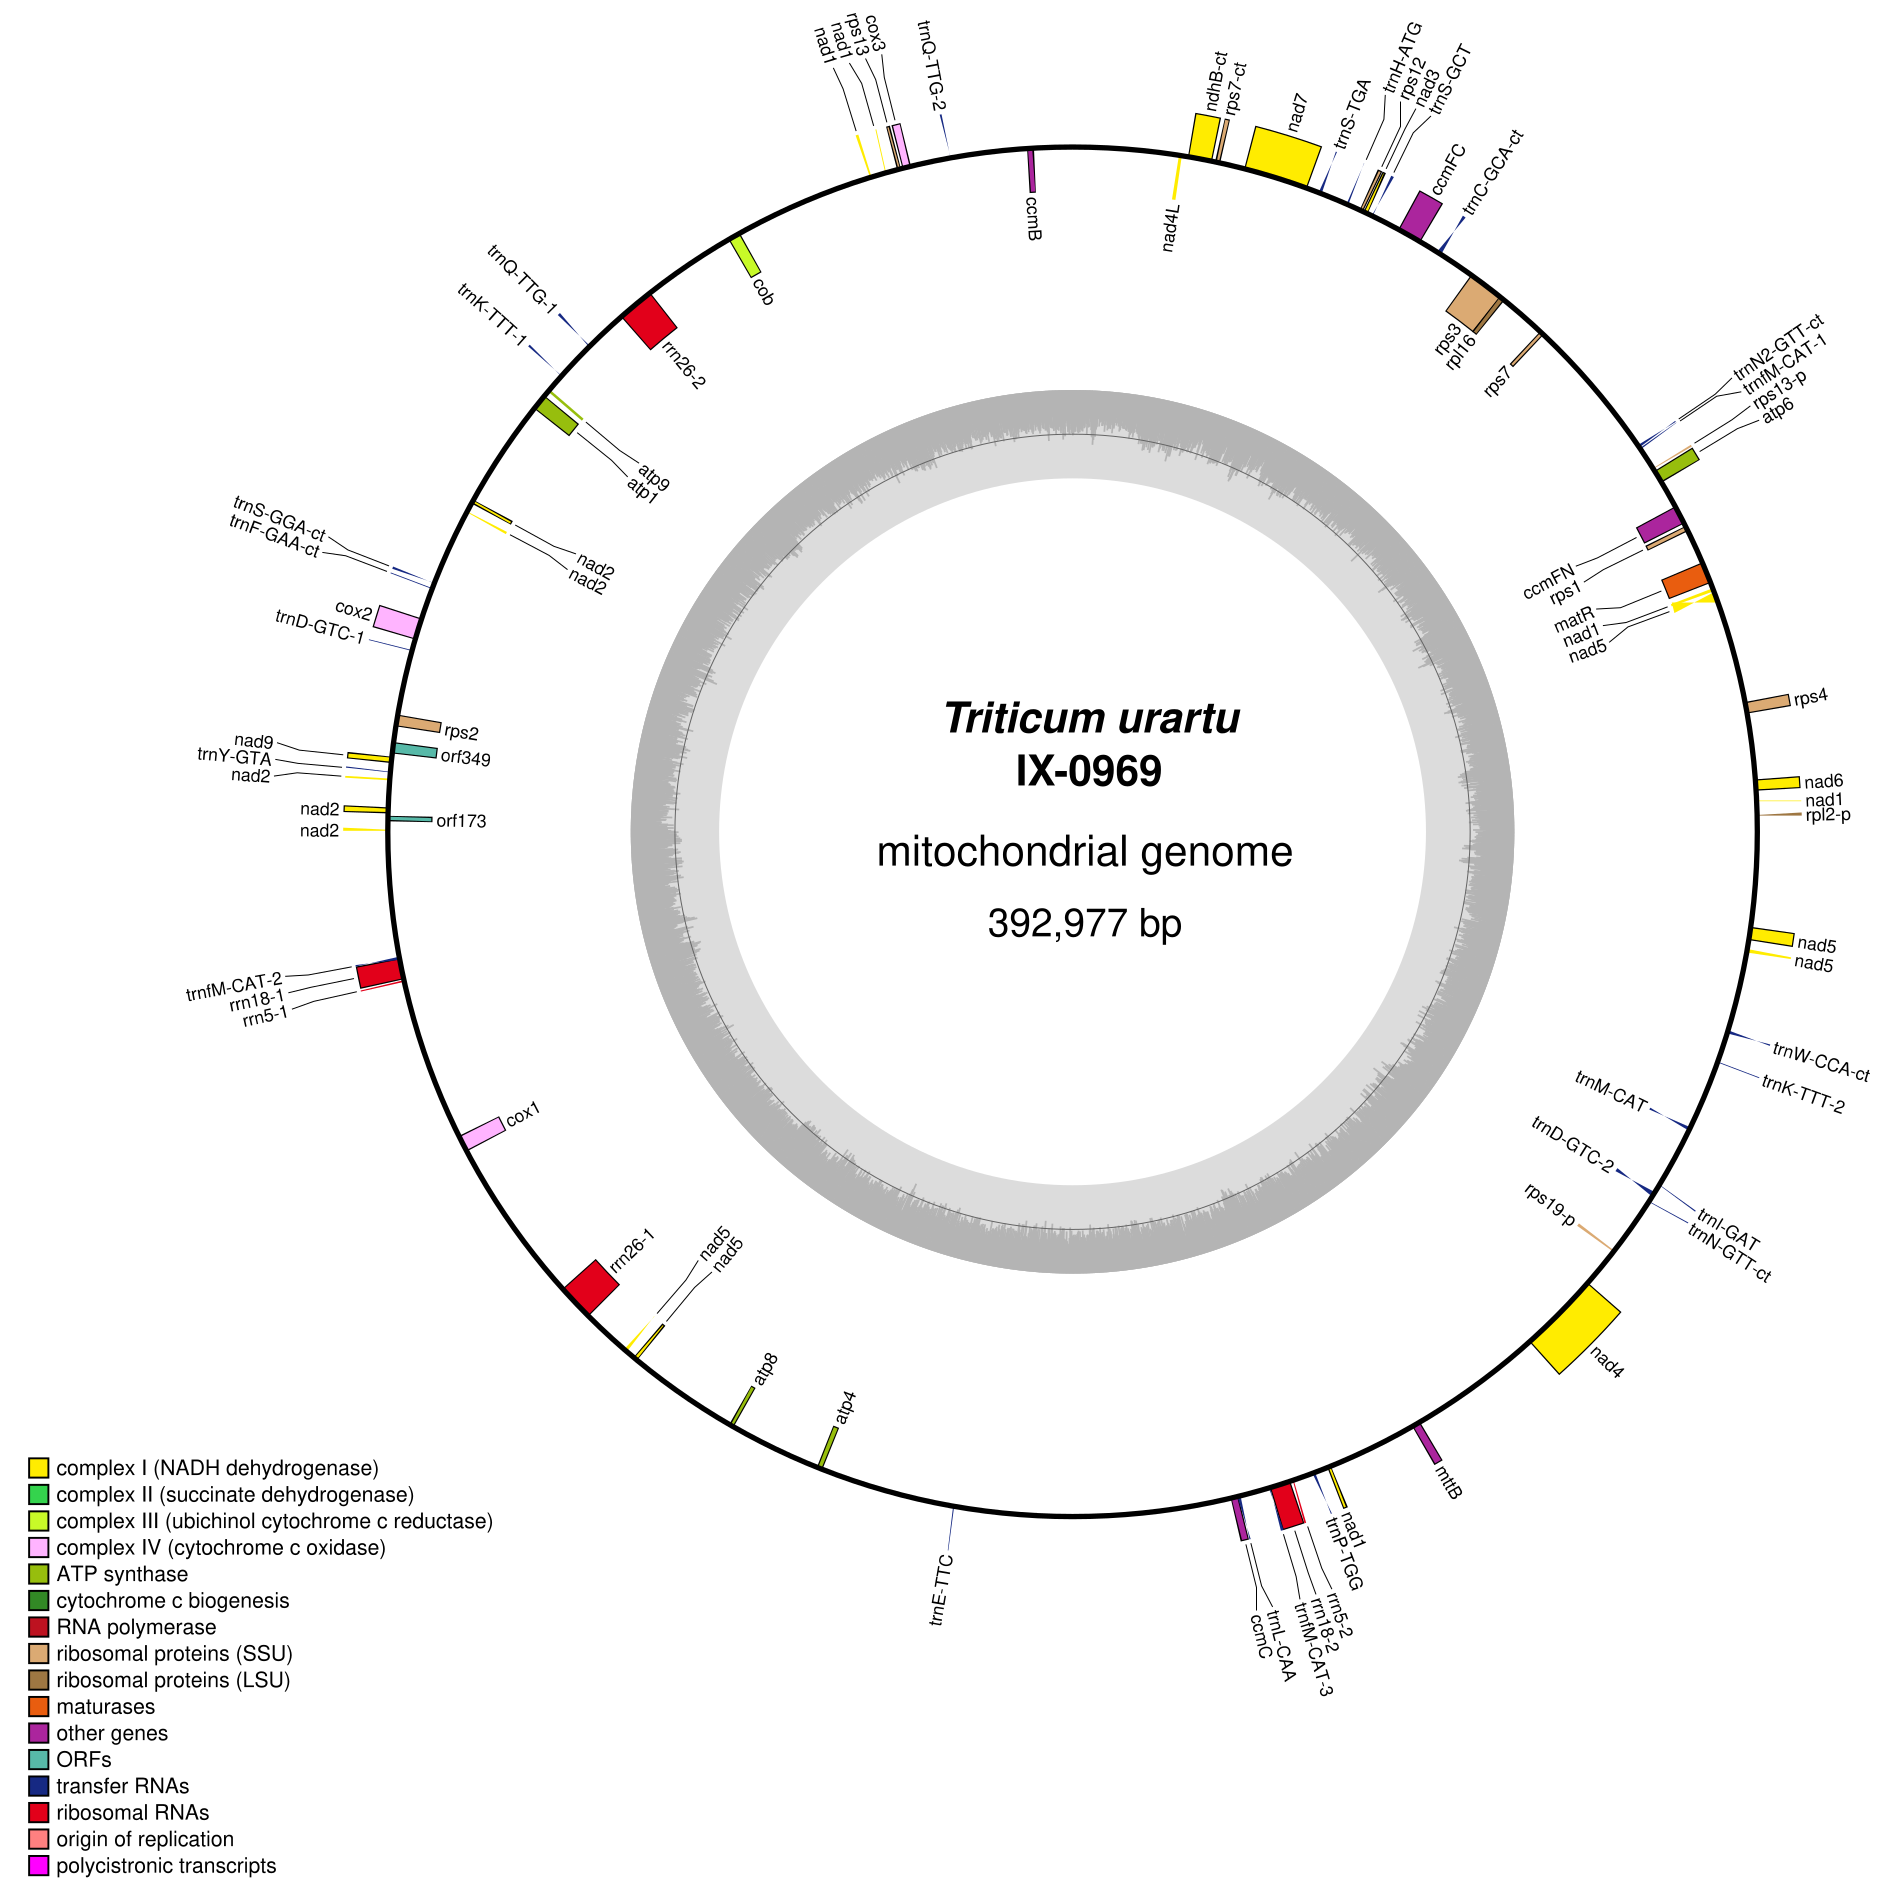 Triticum urartu
IX-0969
mitochondrial genome
392,977 bp
nad1
nad1
rps13
cox3
trnQ-TTG-2
ccmB
nad4L
ndhB-ct
rps7-ct
nad7
trnS-TGA
trnH-ATG
rps12
nad3
trnS-GCT
ccmFC
trnC-GCA-ct
rps3
rpl16
rps7
trnN2-GTT-ct
trnfM-CAT-1
rps13-p
atp6
ccmFN
rps1
matR
nad1
nad5
rps4
nad6
nad1
rpl2-p
nad5
nad5
trnW-CCA-ct
trnK-TTT-2
trnM-CAT
trnD-GTC-2
trnI-GAT
trnN-GTT-ct
rps19-p
nad4
mttB
nad1
trnP-TGG
rrn5-2
rrn18-2
trnfM-CAT-3
trnL-CAA
ccmC
trnE-TTC
atp4
atp8
nad5
nad5
rrn26-1
cox1
rrn5-1
rrn18-1
trnfM-CAT-2
nad2
orf173
nad2
nad2
trnY-GTA
nad9
orf349
rps2
trnD-GTC-1
cox2
trnF-GAA-ct
trnS-GGA-ct
nad2
nad2
atp1
atp9
trnK-TTT-1
trnQ-TTG-1
rrn26-2
cob
complex I (NADH dehydrogenase)
complex II (succinate dehydrogenase)
complex III (ubichinol cytochrome c reductase)
complex IV (cytochrome c oxidase)
ATP synthase
cytochrome c biogenesis
RNA polymerase
ribosomal proteins (SSU)
ribosomal proteins (LSU)
maturases
other genes
ORFs
transfer RNAs
ribosomal RNAs
origin of replication
polycistronic transcripts